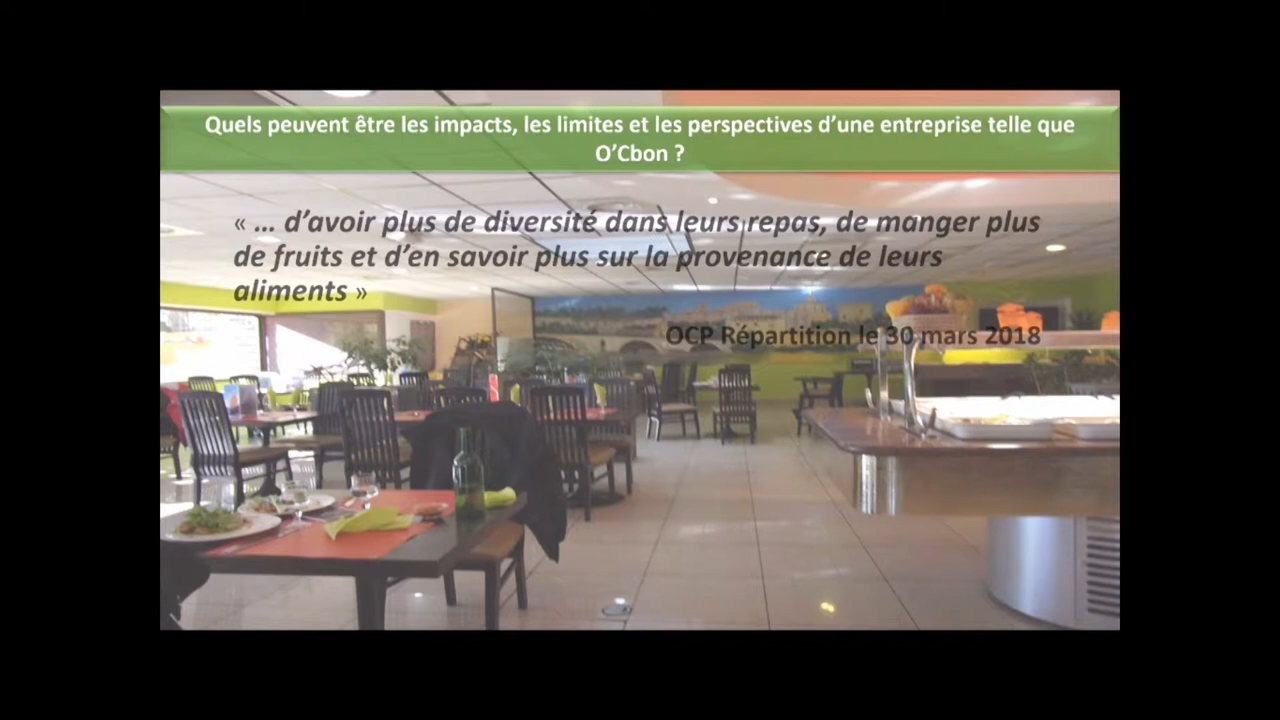 Quels peuvent être les impacts, les limites et les perspectives d’une entreprise telle que
O’Cbon ?
« ... d’avoir plus de diversité dans leurs repas, de manger plus
de fruits et d’en savoir plus sur la provenance de leurs
aliments »
OCP Répartition le 30 mars 2018